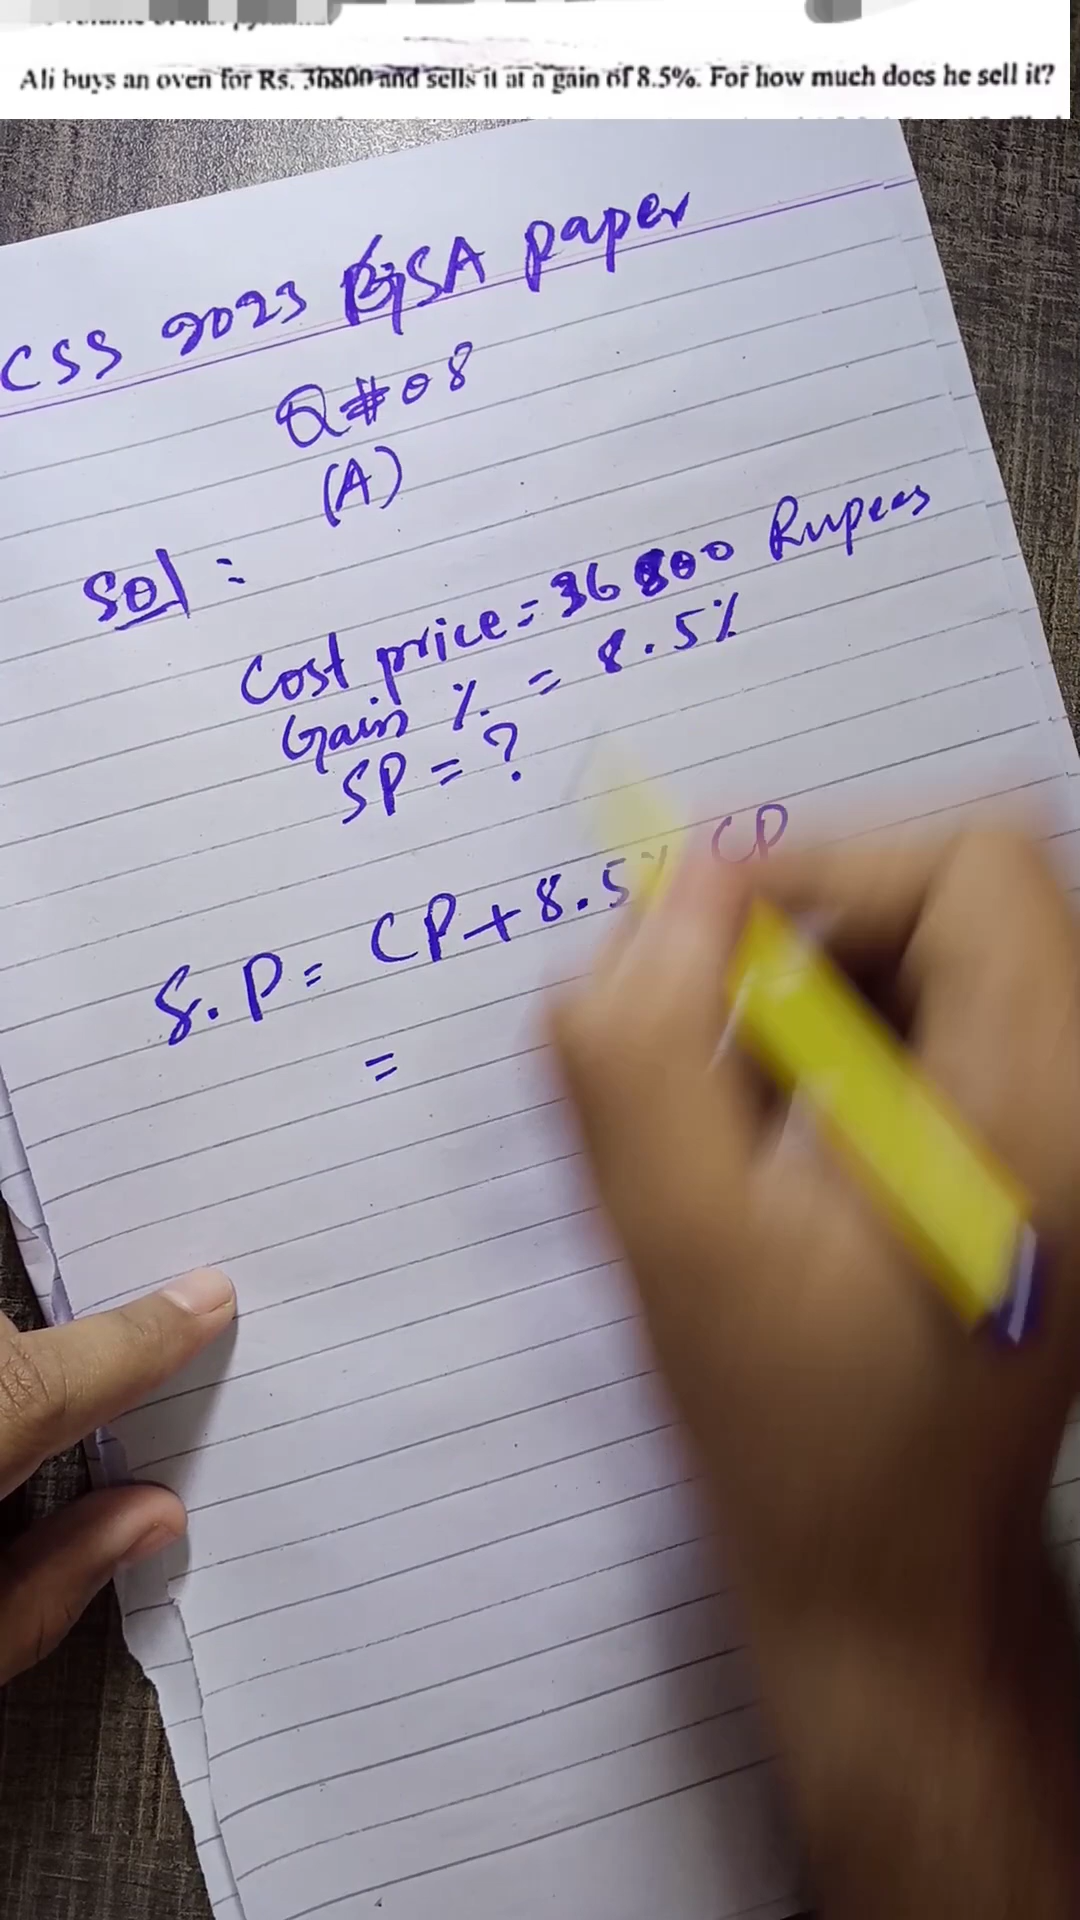 Ali buys an oven for Rs. 36800 and sells it at a gain of 8.5%. For how much does he sell it?
CSS 2023 GSA paper
Q # 08
(A)
Sol :
Cost price = 36800 Rupees
Gain % = 8.5%
SP = ?
S.P = CP + 8.5% CP
=